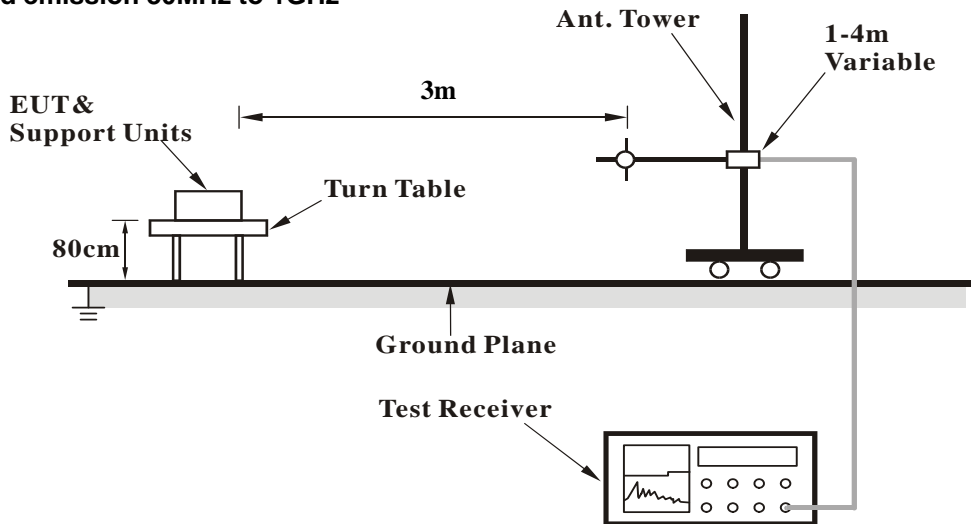 d emission 30MHz to 1GHz
Ant. Tower
1-4m
Variable
3m
EUT&
Support Units
Turn Table
80cm
Ground Plane
Test Receiver